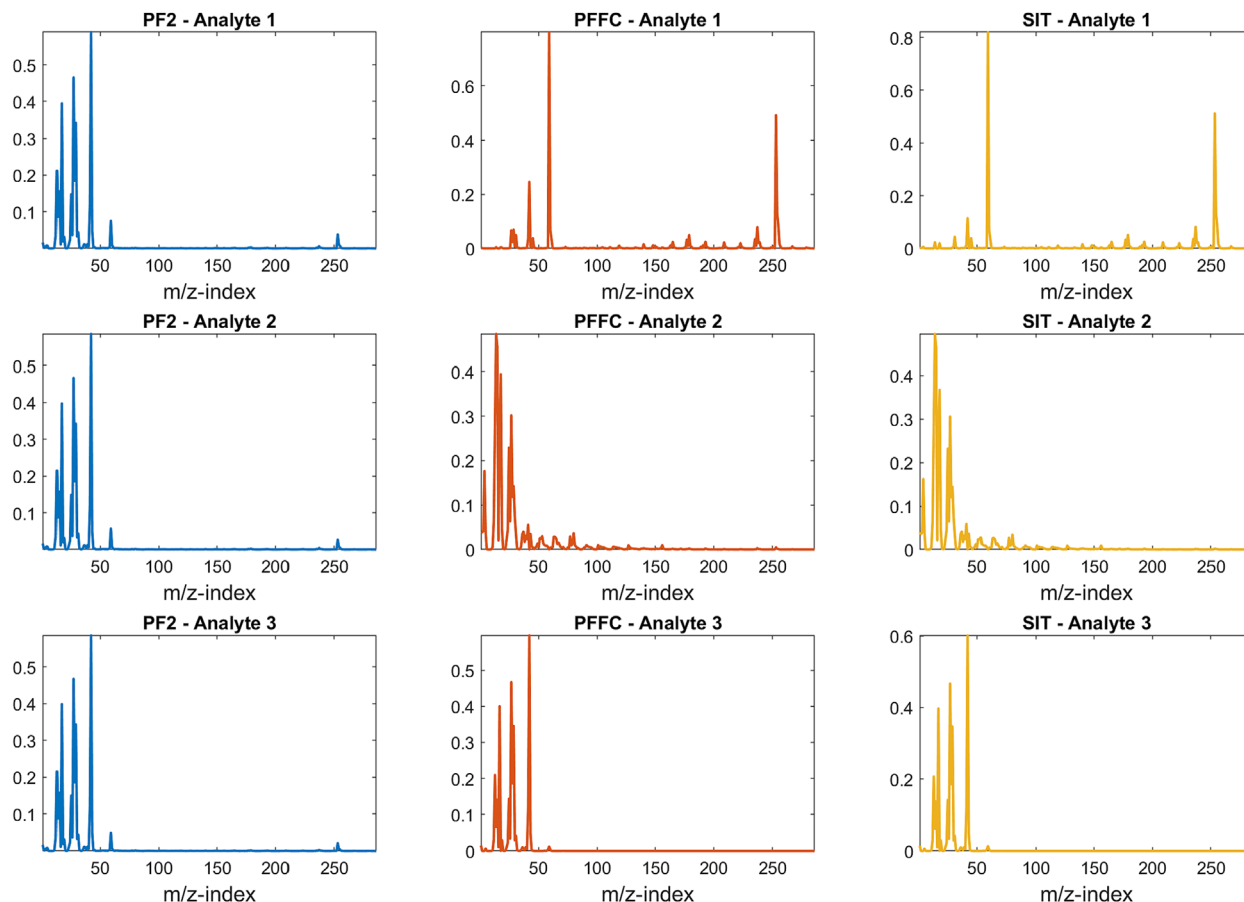 PF2 - Analyte 1
0.5
0.4
0.3
0.2
0.1
50 100 150 200 250
m/z-index
PFFC - Analyte 1
0.6
0.4
0.2
0
50 100 150 200 250
m/z-index
SIT - Analyte 1
0.8
0.6
0.4
0.2
0
50 100 150 200 250
m/z-index
PF2 - Analyte 2
0.5
0.4
0.3
0.2
0.1
50 100 150 200 250
m/z-index
PFFC - Analyte 2
0.4
0.3
0.2
0.1
0
50 100 150 200 250
m/z-index
SIT - Analyte 2
0.4
0.3
0.2
0.1
0
50 100 150 200 250
m/z-index
PF2 - Analyte 3
0.5
0.4
0.3
0.2
0.1
50 100 150 200 250
m/z-index
PFFC - Analyte 3
0.5
0.4
0.3
0.2
0.1
0
50 100 150 200 250
m/z-index
SIT - Analyte 3
0.6
0.4
0.2
0
50 100 150 200 250
m/z-index